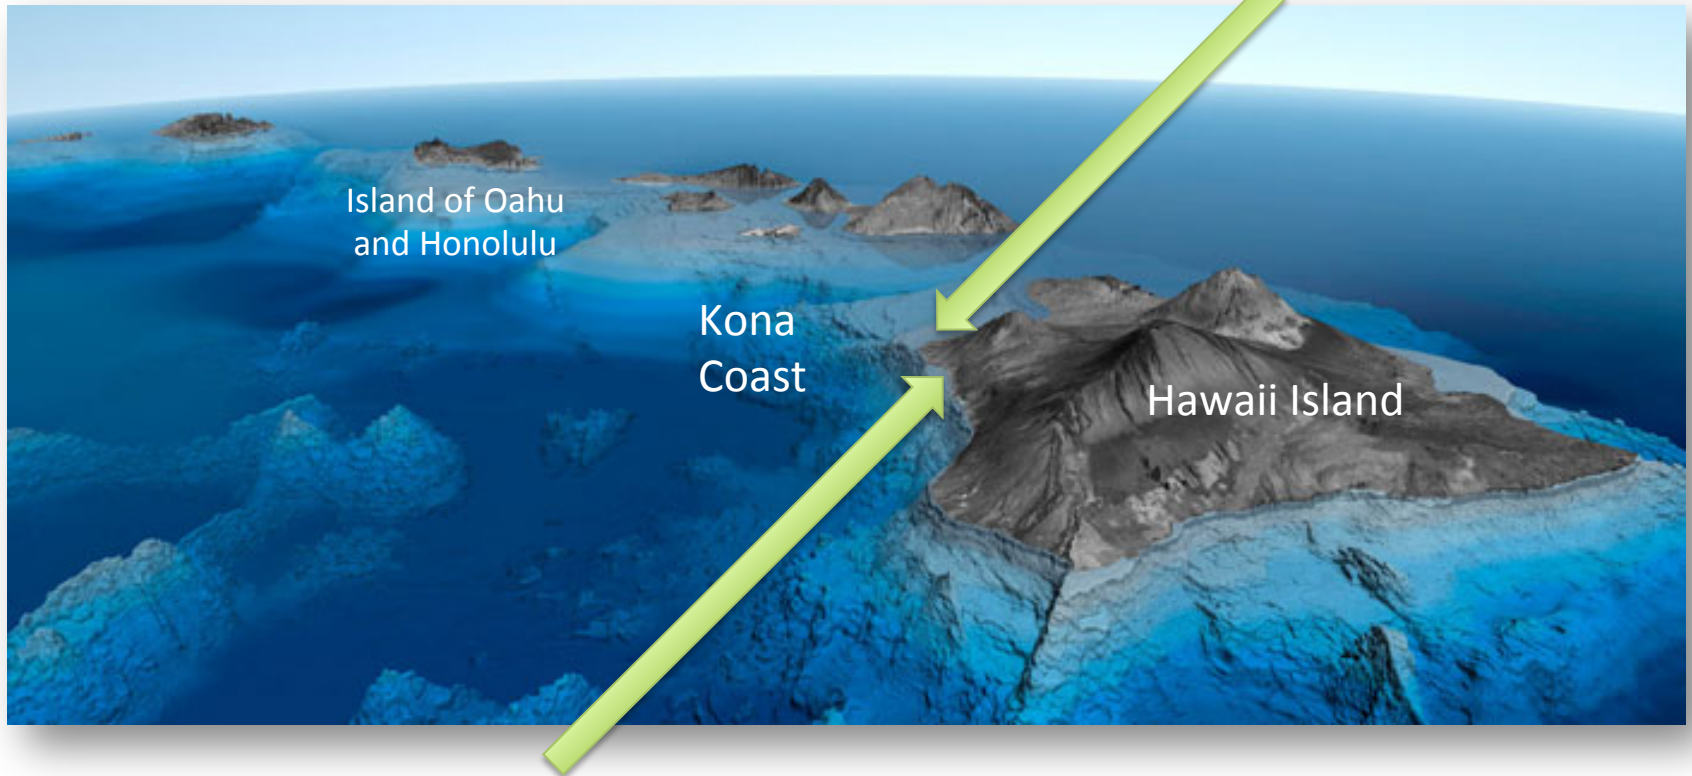 Island of Oahu
and Honolulu
Kona
Coast
Hawaii Island